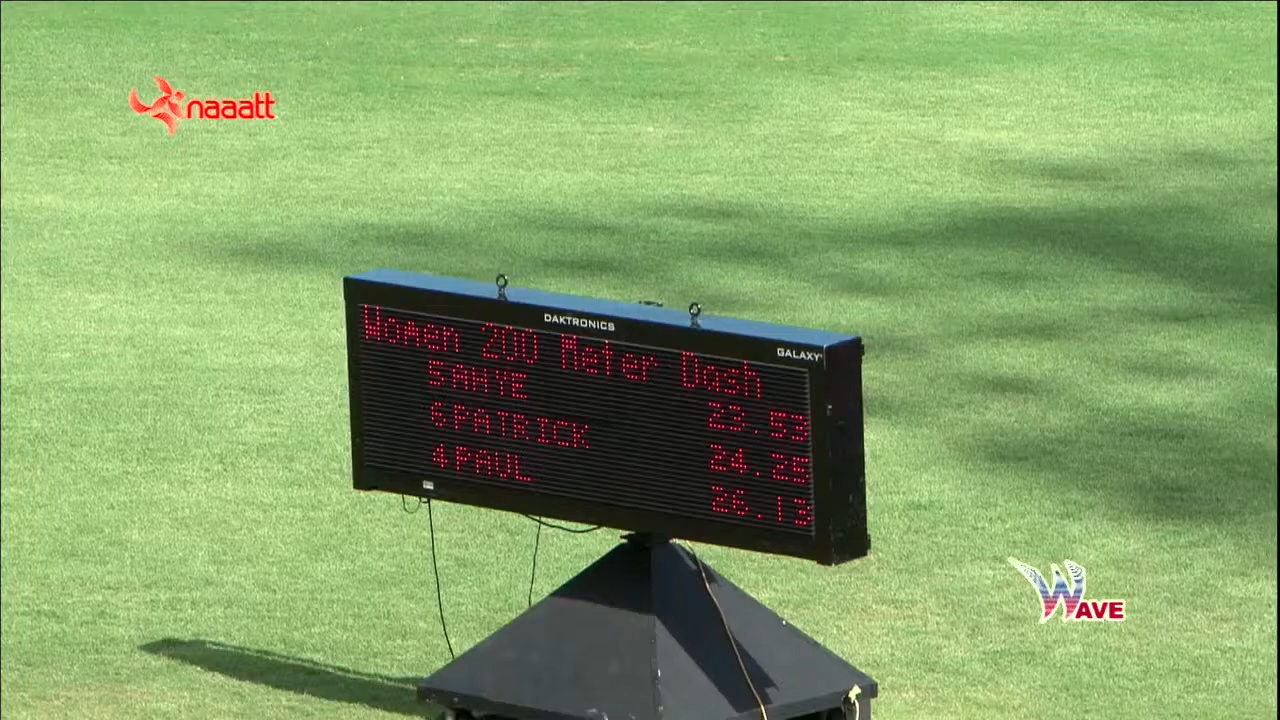 naaatt
DAKTRONICS
GALAXY
Women 200 Meter Dash
5 AHYE 23.53
6 PATRICK 24.25
4 PAUL 26.13
WAVE